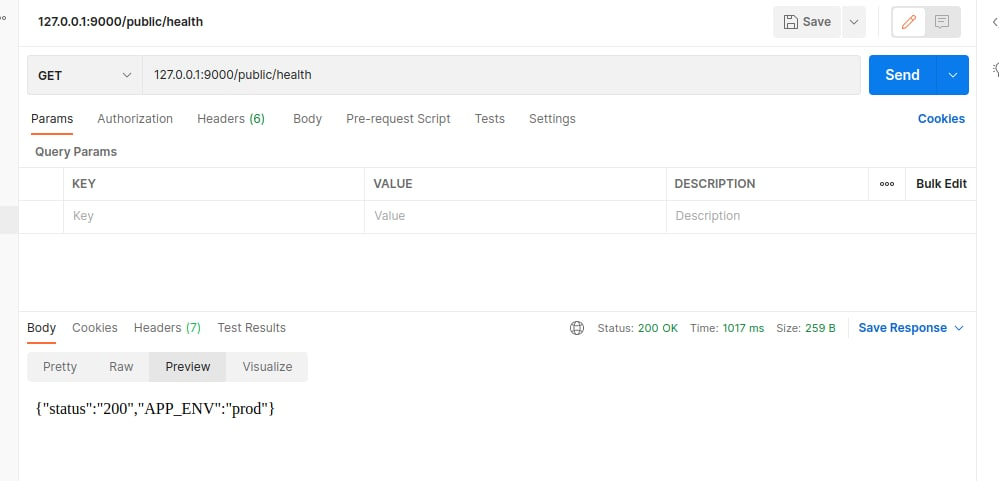 127.0.0.1:9000/public/health Save
GET 127.0.0.1:9000/public/health Send
Params Authorization Headers (6) Body Pre-request Script Tests Settings Cookies
Query Params
KEY VALUE DESCRIPTION Bulk Edit
Key Value Description
Body Cookies Headers (7) Test Results Status: 200 OK Time: 1017 ms Size: 259 B Save Response
Pretty Raw Preview Visualize
{"status":"200","APP_ENV":"prod"}